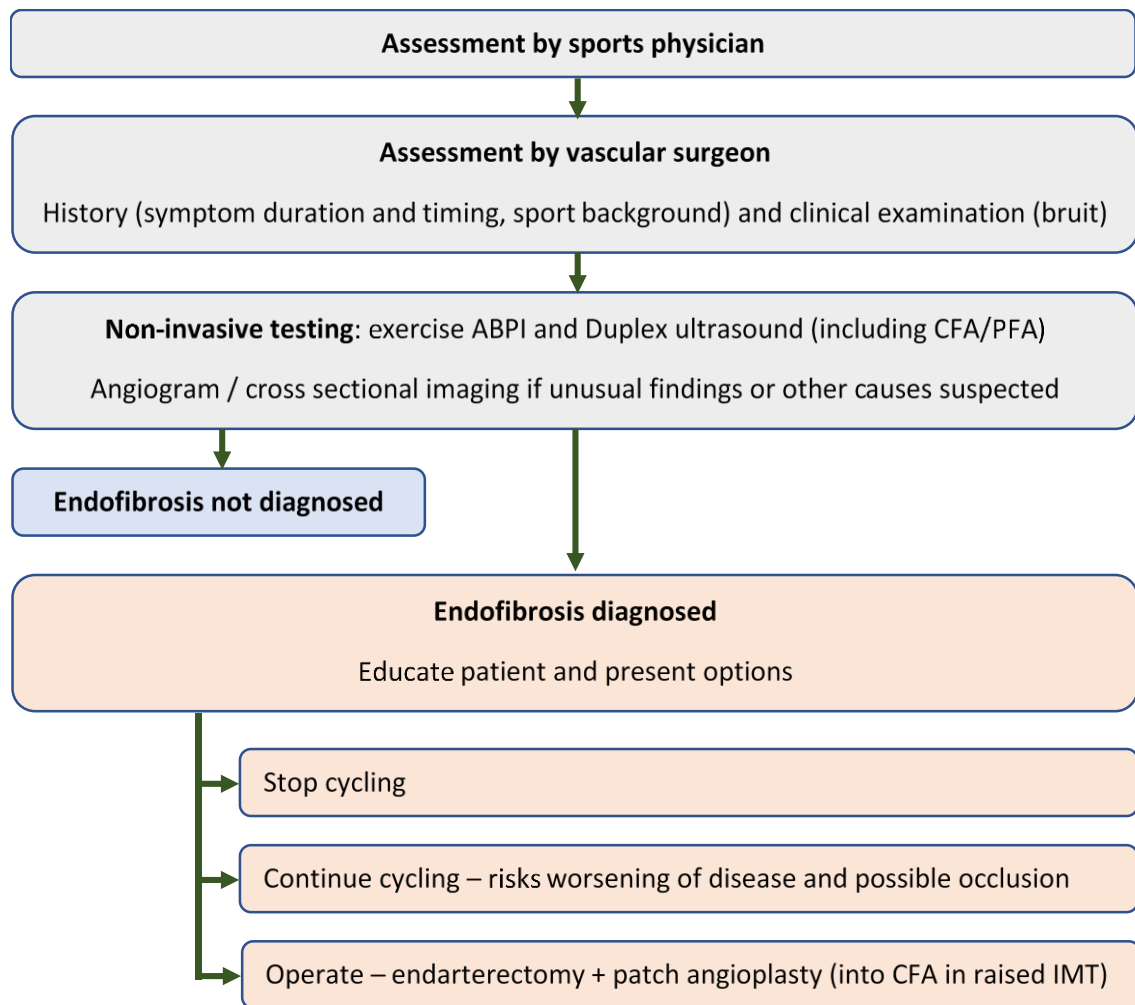 Assessment by sports physician
Assessment by vascular surgeon
History (symptom duration and timing, sport background) and clinical examination (bruit)
Non-invasive testing: exercise ABPI and Duplex ultrasound (including CFA/PFA)
Angiogram / cross sectional imaging if unusual findings or other causes suspected
Endofibrosis not diagnosed
Endofibrosis diagnosed
Educate patient and present options
Stop cycling
Continue cycling – risks worsening of disease and possible occlusion
Operate – endarterectomy + patch angioplasty (into CFA in raised IMT)